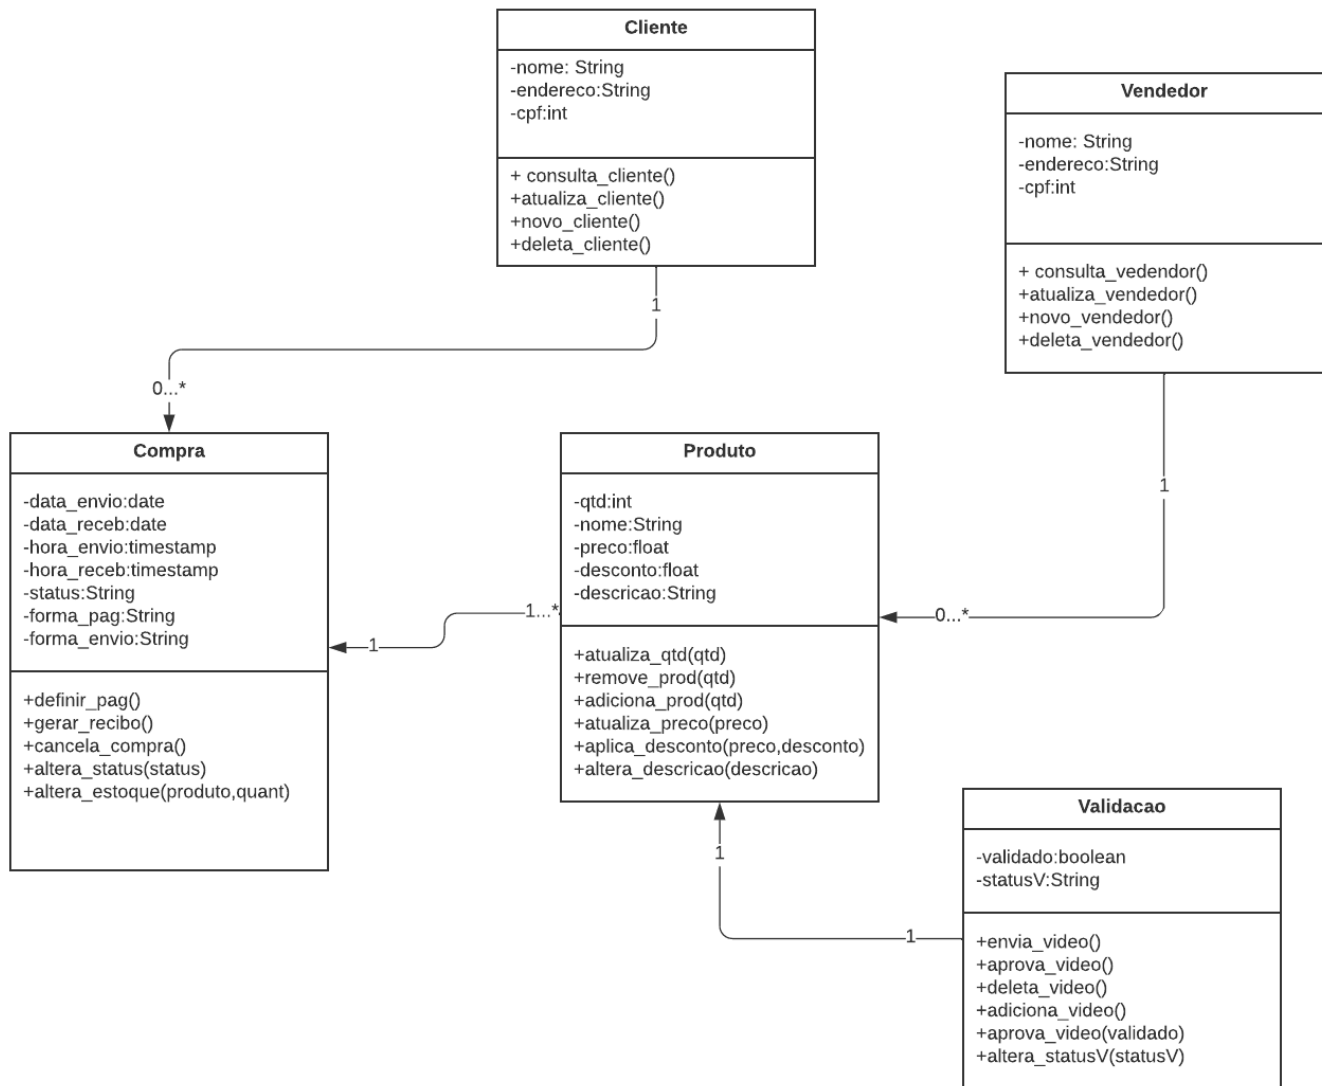 Cliente
-nome: String
-endereco:String
-cpf:int
+ consulta_cliente()
+atualiza_cliente()
+novo_cliente()
+deleta_cliente()
1
0...*
Vendedor
-nome: String
-endereco:String
-cpf:int
+ consulta_vedendor()
+atualiza_vendedor()
+novo_vendedor()
+deleta_vendedor()
1
0...*
Compra
-data_envio:date
-data_receb:date
-hora_envio:timestamp
-hora_receb:timestamp
-status:String
-forma_pag:String
-forma_envio:String
+definir_pag()
+gerar_recibo()
+cancela_compra()
+altera_status(status)
+altera_estoque(produto,quant)
1
1...*
Produto
-qtd:int
-nome:String
-preco:float
-desconto:float
-descricao:String
+atualiza_qtd(qtd)
+remove_prod(qtd)
+adiciona_prod(qtd)
+atualiza_preco(preco)
+aplica_desconto(preco,desconto)
+altera_descricao(descricao)
1
1
Validacao
-validado:boolean
-statusV:String
+envia_video()
+aprova_video()
+deleta_video()
+adiciona_video()
+aprova_video(validado)
+altera_statusV(statusV)